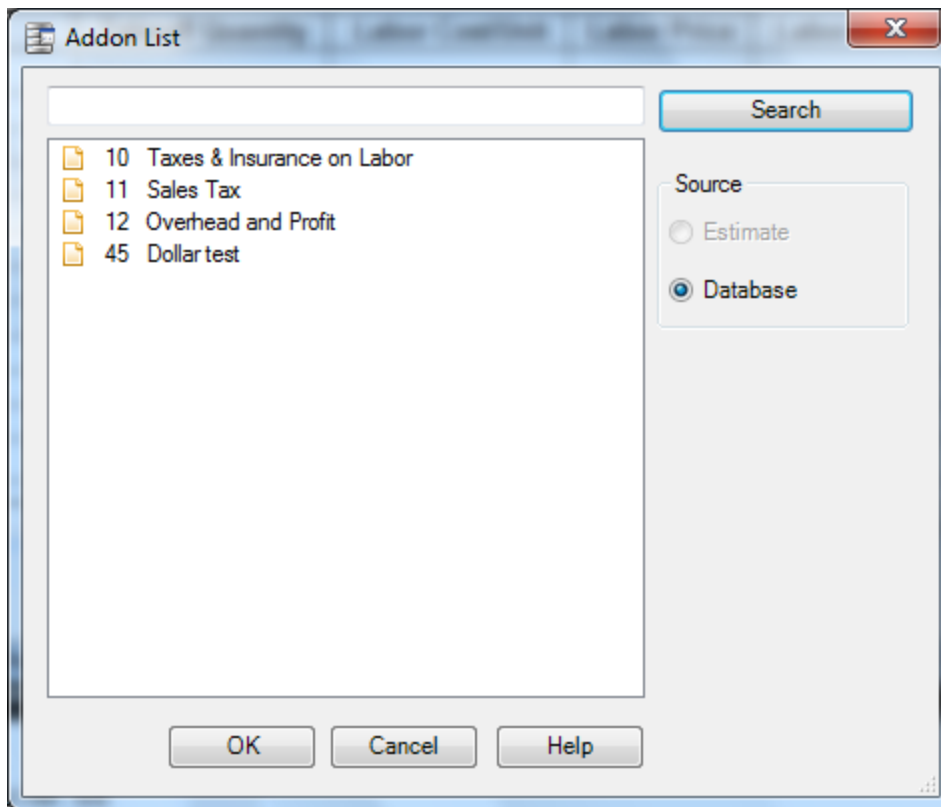 Addon List
Search
10 Taxes & Insurance on Labor
11 Sales Tax
12 Overhead and Profit
45 Dollar test
Source
Estimate
Database
OK
Cancel
Help